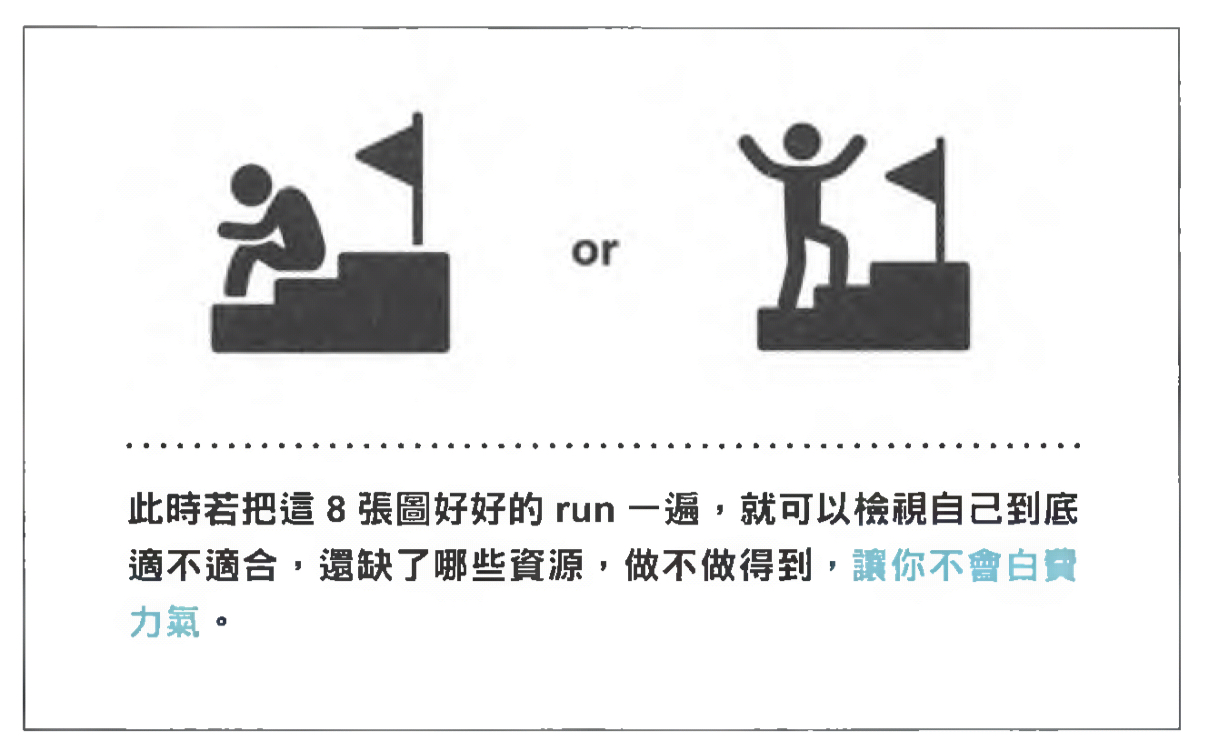 or
此時若把這 8 張圖好好的 run 一遍，就可以檢視自己到底
適不適合，還缺了哪些資源，做不做得到，讓你不會白費
力氣。